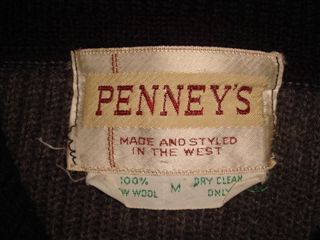 PENNEY'S
MADE AND STYLED
IN THE WEST
100% M DRY CLEAN
W WOOL ONLY